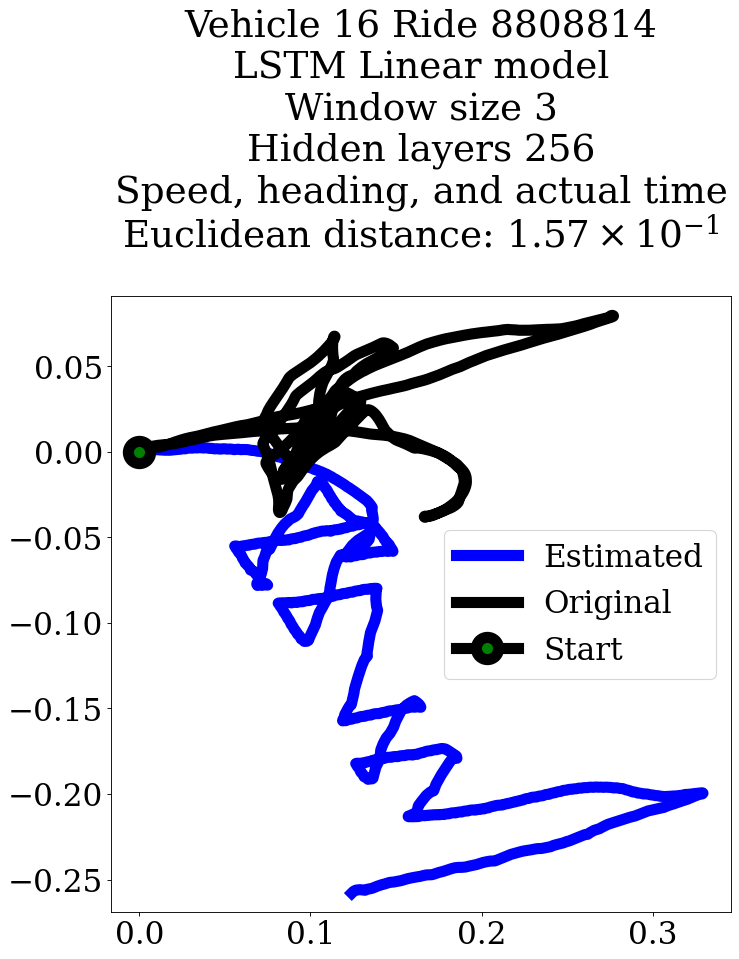 Vehicle 16 Ride 8808814
LSTM Linear model
Window size 3
Hidden layers 256
Speed, heading, and actual time
Euclidean distance: 1.57 × 10⁻¹
0.05
0.00
−0.05
−0.10
−0.15
−0.20
−0.25
Estimated
Original
Start
0.0 0.1 0.2 0.3